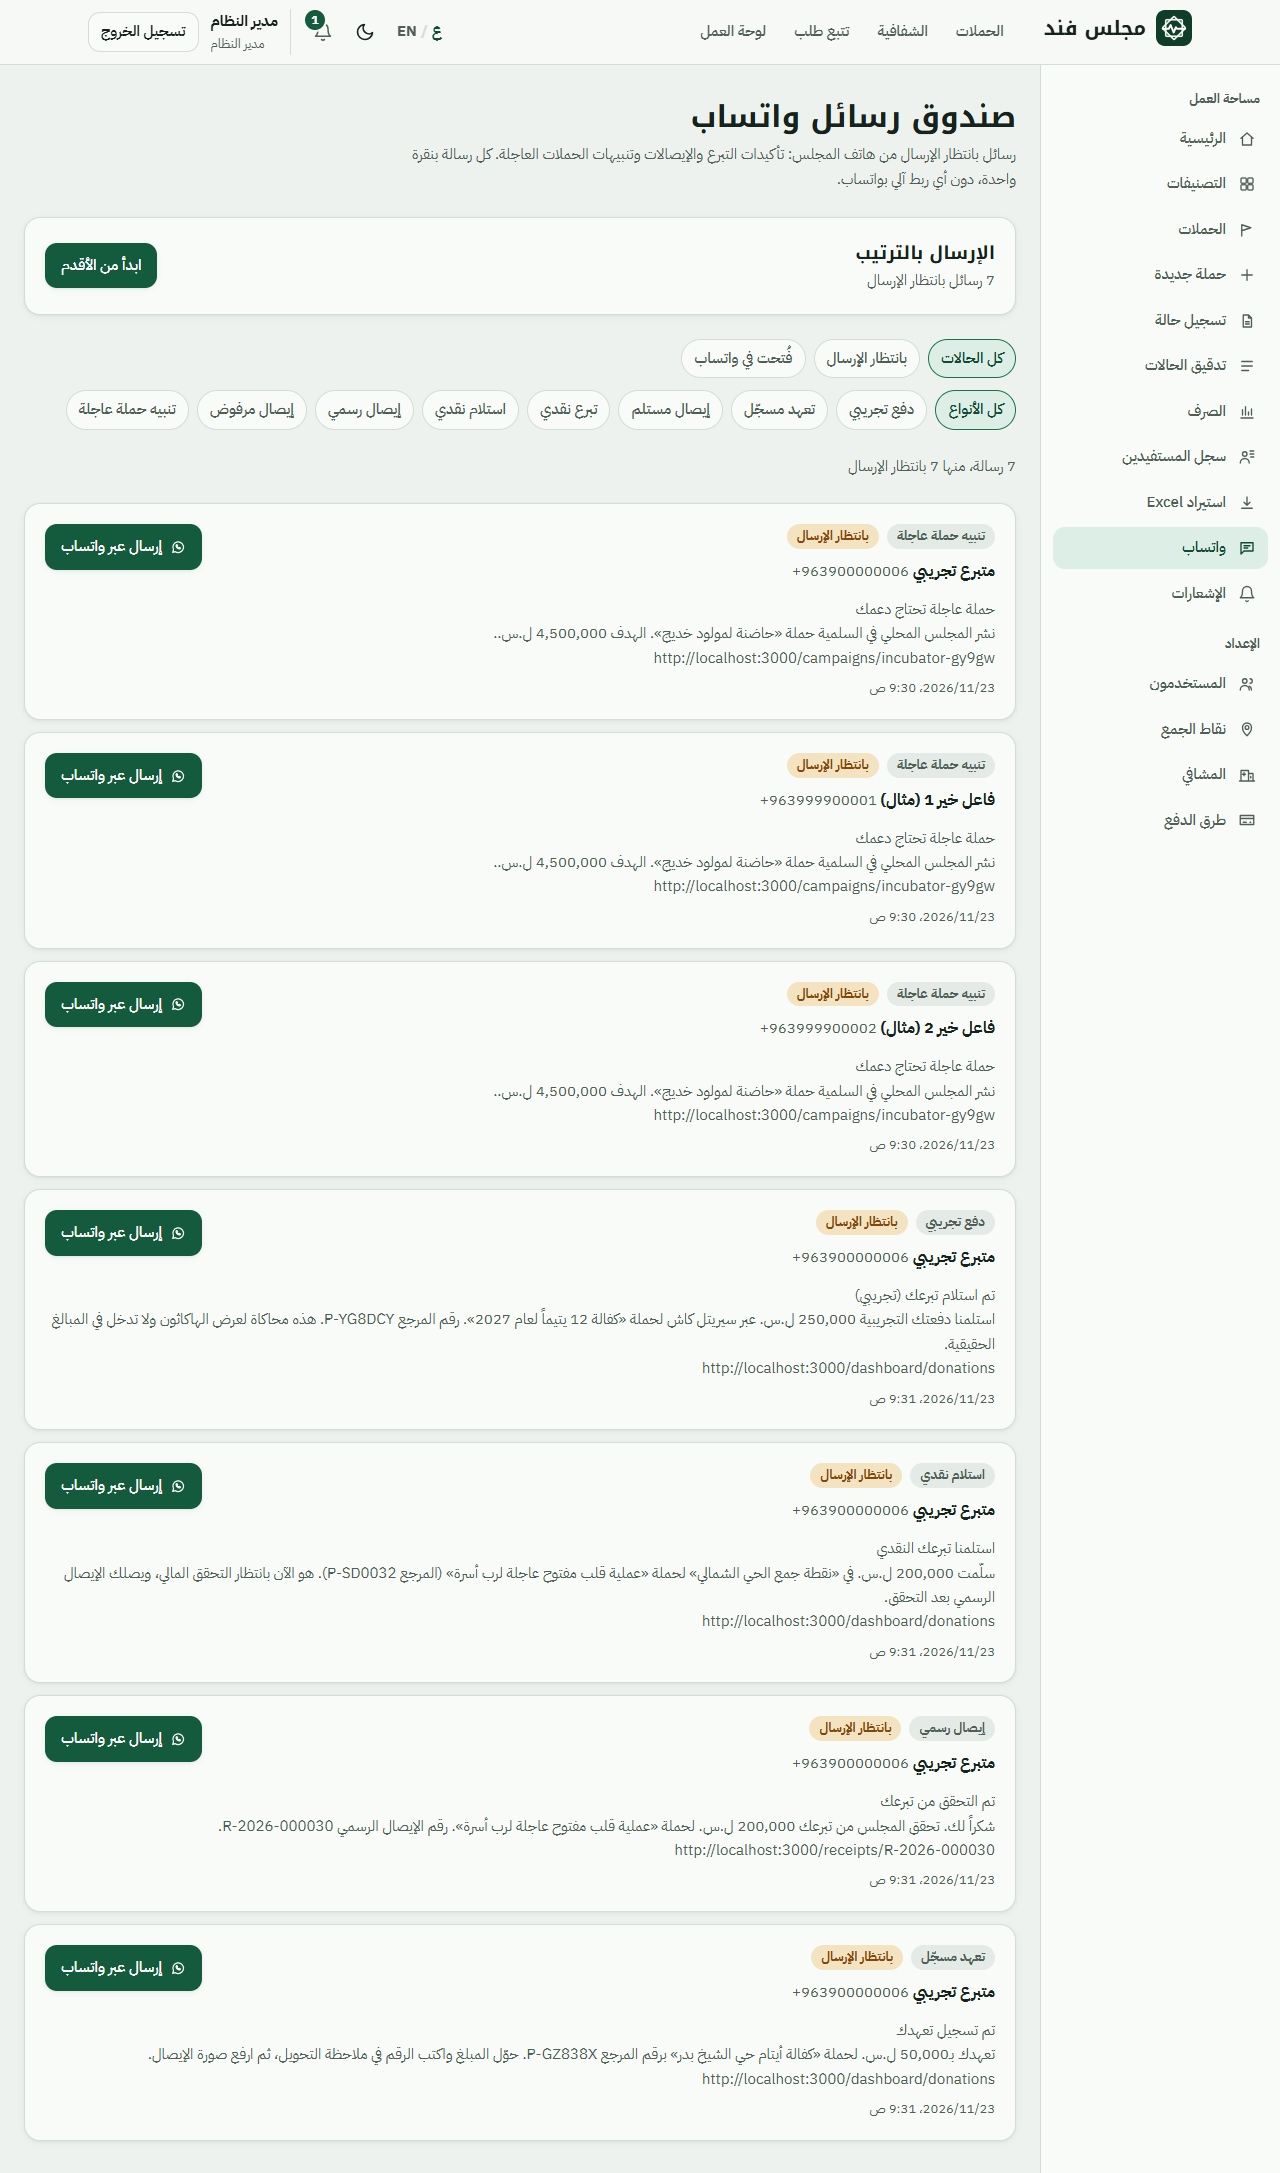 مجلس فند
الحملات
الشفافية
تتبع طلب
لوحة العمل
ع / EN
1
مدير النظام
مدير النظام
تسجيل الخروج
مساحة العمل
الرئيسية
التصنيفات
الحملات
حملة جديدة
تسجيل حالة
تدقيق الحالات
الصرف
سجل المستفيدين
استيراد Excel
واتساب
الإشعارات
الإعداد
المستخدمون
نقاط الجمع
المشافي
طرق الدفع
صندوق رسائل واتساب
رسائل بانتظار الإرسال من هاتف المجلس: تأكيدات التبرع والإيصالات وتنبيهات الحملات العاجلة. كل رسالة بنقرة
واحدة، دون أي ربط آلي بواتساب.
الإرسال بالترتيب
7 رسائل بانتظار الإرسال
ابدأ من الأقدم
كل الحالات
بانتظار الإرسال
فُتحت في واتساب
كل الأنواع
دفع تجريبي
تعهد مسجّل
إيصال مستلم
تبرع نقدي
استلام نقدي
إيصال رسمي
إيصال مرفوض
تنبيه حملة عاجلة
7 رسالة، منها 7 بانتظار الإرسال
تنبيه حملة عاجلة
بانتظار الإرسال
إرسال عبر واتساب
متبرع تجريبي +963900000006
حملة عاجلة تحتاج دعمك
نشر المجلس المحلي في السلمية حملة «حاضنة لمولود خديج». الهدف 4,500,000 ل.س..
http://localhost:3000/campaigns/incubator-gy9gw
2026/11/23، 9:30 ص
تنبيه حملة عاجلة
بانتظار الإرسال
إرسال عبر واتساب
فاعل خير 1 (مثال) +963999900001
حملة عاجلة تحتاج دعمك
نشر المجلس المحلي في السلمية حملة «حاضنة لمولود خديج». الهدف 4,500,000 ل.س..
http://localhost:3000/campaigns/incubator-gy9gw
2026/11/23، 9:30 ص
تنبيه حملة عاجلة
بانتظار الإرسال
إرسال عبر واتساب
فاعل خير 2 (مثال) +963999900002
حملة عاجلة تحتاج دعمك
نشر المجلس المحلي في السلمية حملة «حاضنة لمولود خديج». الهدف 4,500,000 ل.س..
http://localhost:3000/campaigns/incubator-gy9gw
2026/11/23، 9:30 ص
دفع تجريبي
بانتظار الإرسال
إرسال عبر واتساب
متبرع تجريبي +963900000006
تم استلام تبرعك (تجريبي)
استلمنا دفعتك التجريبية 250,000 ل.س. عبر سيريتل كاش لحملة «كفالة 12 يتيماً لعام 2027». رقم المرجع P-YG8DCY. هذه محاكاة لعرض الهاكاثون ولا تدخل في المبالغ
الحقيقية.
http://localhost:3000/dashboard/donations
2026/11/23، 9:31 ص
استلام نقدي
بانتظار الإرسال
إرسال عبر واتساب
متبرع تجريبي +963900000006
استلمنا تبرعك النقدي
سلّمت 200,000 ل.س. في «نقطة جمع الحي الشمالي» لحملة «عملية قلب مفتوح عاجلة لرب أسرة» (المرجع P-SD0032). هو الآن بانتظار التحقق المالي، ويصلك الإيصال
الرسمي بعد التحقق.
http://localhost:3000/dashboard/donations
2026/11/23، 9:31 ص
إيصال رسمي
بانتظار الإرسال
إرسال عبر واتساب
متبرع تجريبي +963900000006
تم التحقق من تبرعك
شكراً لك. تحقق المجلس من تبرعك 200,000 ل.س. لحملة «عملية قلب مفتوح عاجلة لرب أسرة». رقم الإيصال الرسمي R-2026-000030.
http://localhost:3000/receipts/R-2026-000030
2026/11/23، 9:31 ص
تعهد مسجّل
بانتظار الإرسال
إرسال عبر واتساب
متبرع تجريبي +963900000006
تم تسجيل تعهدك
تعهدك بـ50,000 ل.س. لحملة «كفالة أيتام حي الشيخ بدر» برقم المرجع P-GZ838X. حوّل المبلغ واكتب الرقم في ملاحظة التحويل، ثم ارفع صورة الإيصال.
http://localhost:3000/dashboard/donations
2026/11/23، 9:31 ص